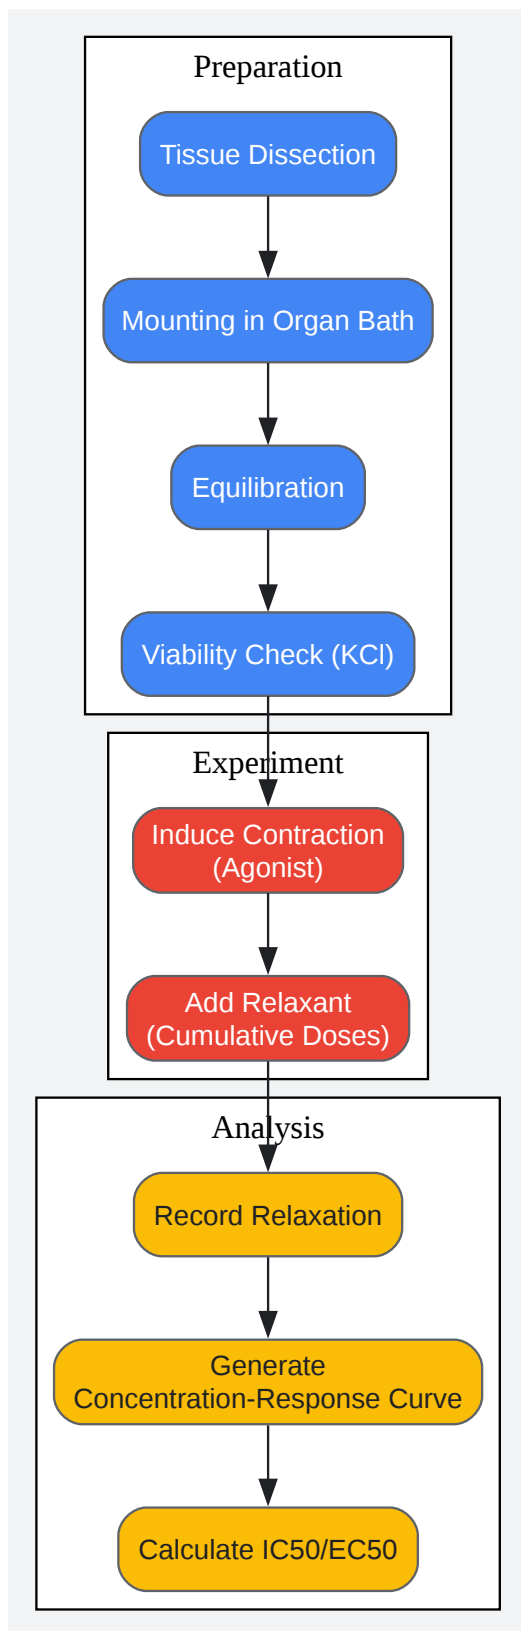 Preparation
Tissue Dissection
Mounting in Organ Bath
Equilibration
Viability Check (KCl)
Experiment
Induce Contraction
(Agonist)
Add Relaxant
(Cumulative Doses)
Analysis
Record Relaxation
Generate
Concentration-Response Curve
Calculate IC50/EC50